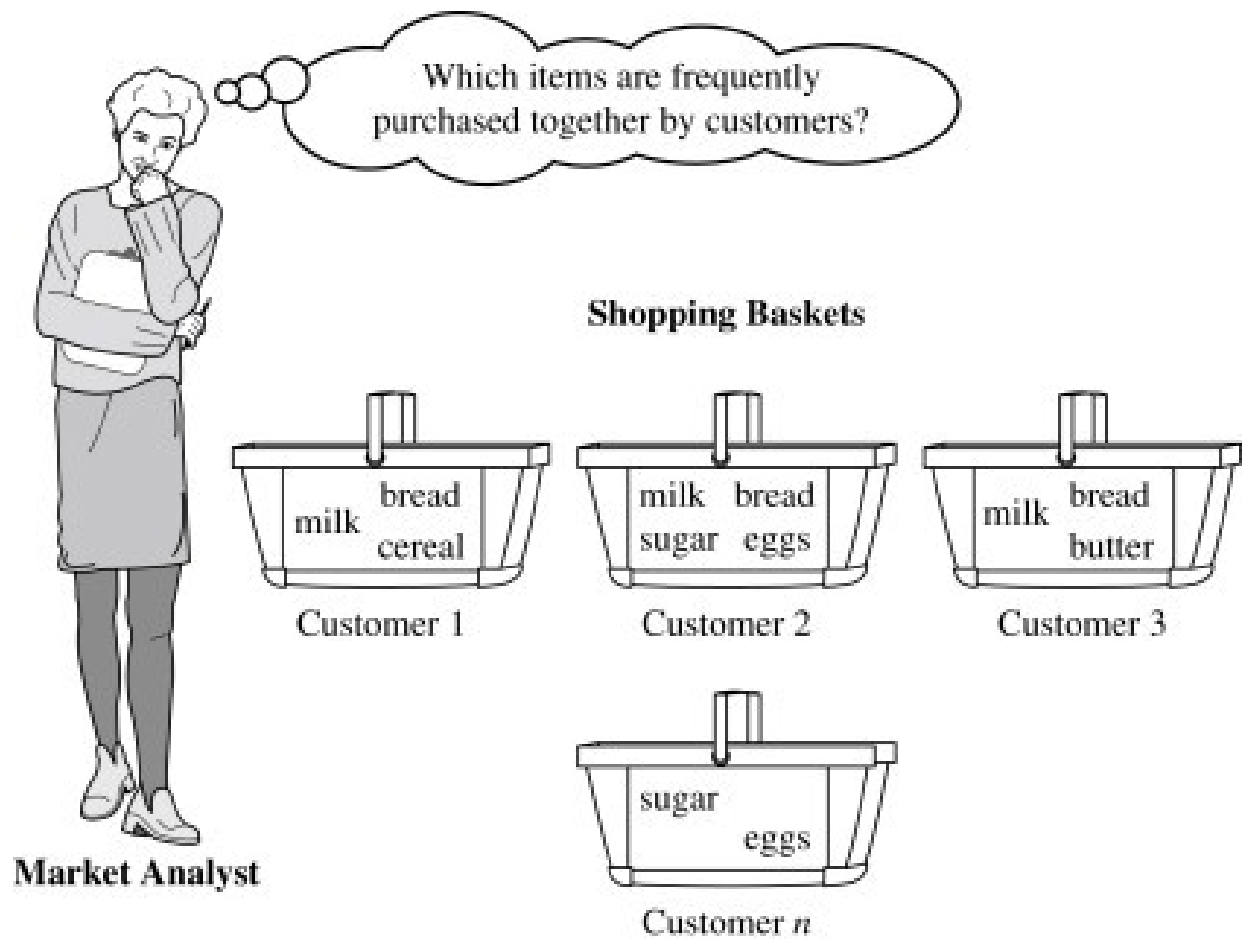 Which items are frequently
purchased together by customers?
Shopping Baskets
milk bread
cereal
Customer 1
milk bread
sugar eggs
Customer 2
milk bread
butter
Customer 3
sugar
eggs
Customer n
Market Analyst